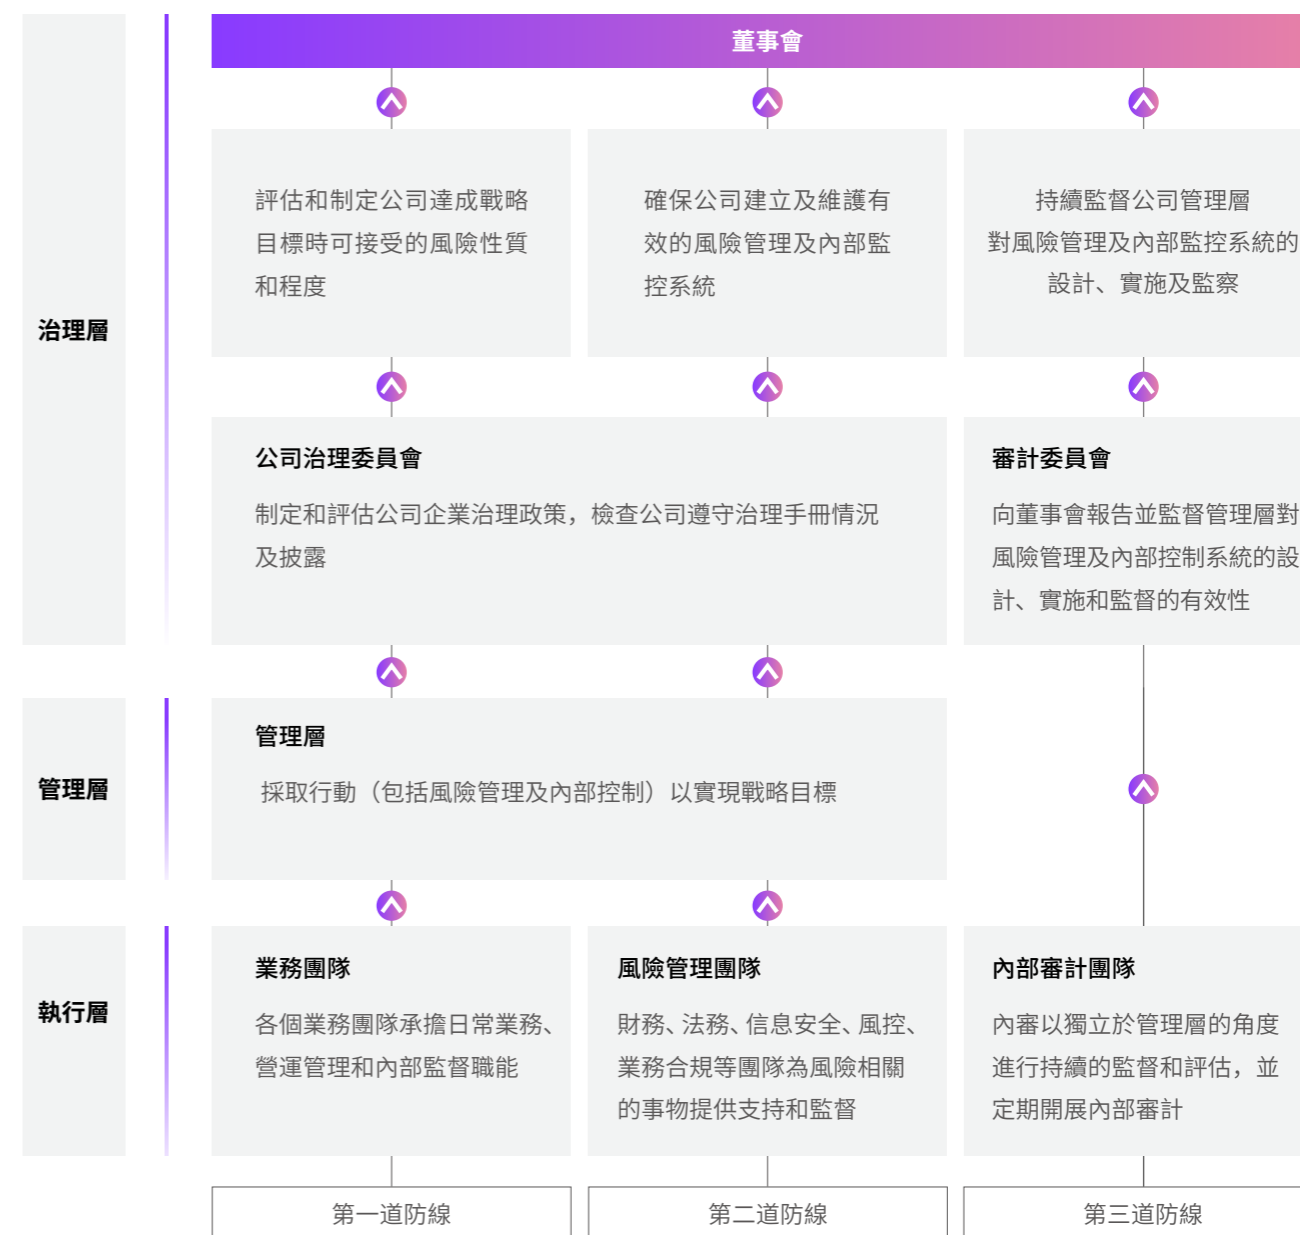 董事會
評估和制定公司達成戰略
目標時可接受的風險性質
和程度
確保公司建立及維護有
效的風險管理及內部監
控系統
持續監督公司管理層
對風險管理及內部監控系統的
設計、實施及監察
治理層
公司治理委員會
制定和評估公司企業治理政策，檢查公司遵守治理手冊情況
及披露
審計委員會
向董事會報告並監督管理層對
風險管理及內部控制系統的設
計、實施和監督的有效性
管理層
管理層
採取行動（包括風險管理及內部控制）以實現戰略目標
執行層
業務團隊
各個業務團隊承擔日常業務、
營運管理和內部監督職能
風險管理團隊
財務、法務、信息安全、風控、
業務合規等團隊為風險相關
的事物提供支持和監督
內部審計團隊
內審以獨立於管理層的角度
進行持續的監督和評估，並
定期開展內部審計
第一道防線
第二道防線
第三道防線